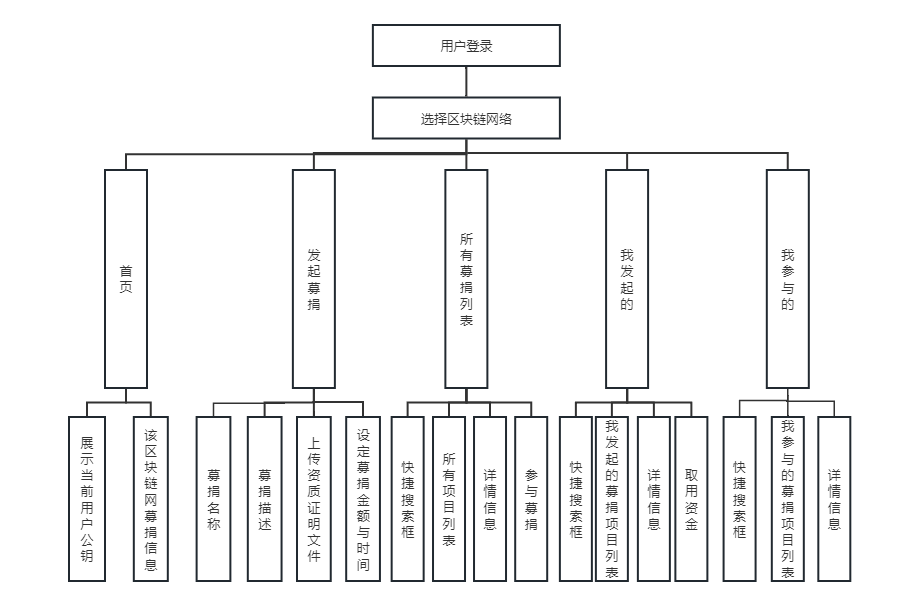 用户登录
选择区块链网络
首页
发起募捐
所有募捐列表
我发起的
我参与的
展示当前用户公钥
该区块链网募捐信息
募捐名称
募捐描述
上传资质证明文件
设定募捐金额与时间
快捷搜索框
所有项目列表
详情信息
参与募捐
快捷搜索框
我发起的募捐项目列表
详情信息
取用资金
快捷搜索框
我参与的募捐项目列表
详情信息